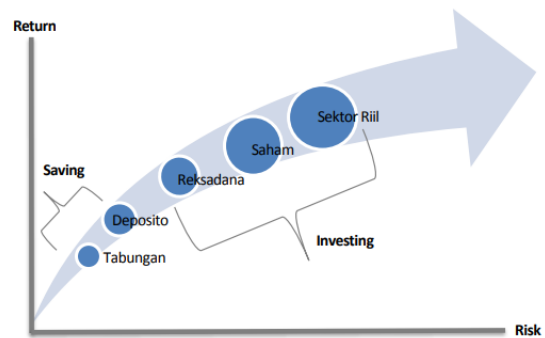 Return
Sektor Riil
Saham
Saving
Reksadana
Deposito
Investing
Tabungan
Risk